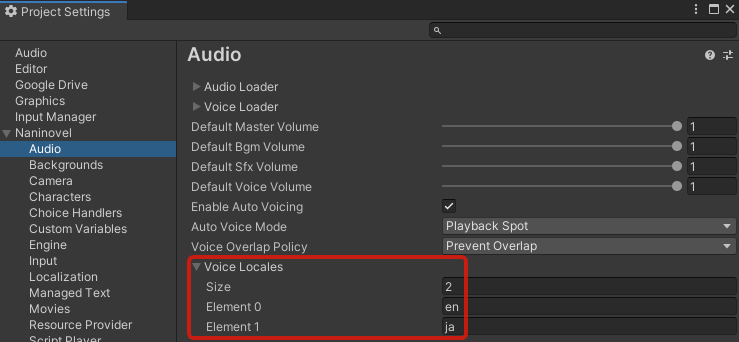 Project Settings
Audio
Editor
Google Drive
Graphics
Input Manager
Naninovel
Audio
Backgrounds
Camera
Characters
Choice Handlers
Custom Variables
Engine
Input
Localization
Managed Text
Movies
Resource Provider
Script Player
Audio
Audio Loader
Voice Loader
Default Master Volume 1
Default Bgm Volume 1
Default Sfx Volume 1
Default Voice Volume 1
Enable Auto Voicing
Auto Voice Mode Playback Spot
Voice Overlap Policy Prevent Overlap
Voice Locales
Size 2
Element 0 en
Element 1 ja